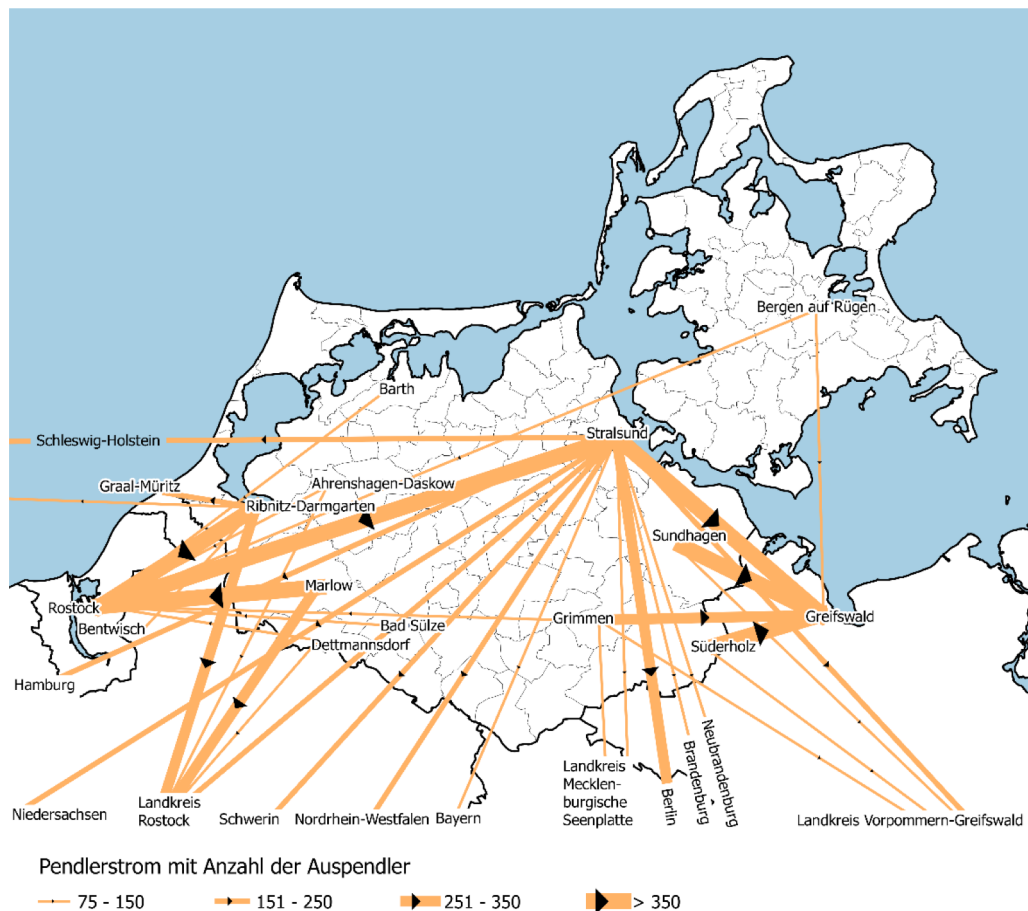 Bergen auf Rügen
Barth
Schleswig-Holstein
Stralsund
Graal-Müritz
Ahrenshagen-Daskow
Ribnitz-Darmgarten
Sundhagen
Marlow
Rostock
Bentwisch
Bad Sülze
Grimmen
Greifswald
Dettmannsdorf
Süderholz
Hamburg
Niedersachsen
Landkreis
Rostock
Schwerin
Nordrhein-Westfalen
Bayern
Landkreis
Mecklen-
burgische
Seenplatte
Berlin
Brandenburg
Neubrandenburg
Landkreis Vorpommern-Greifswald
Pendlerstrom mit Anzahl der Auspendler
75 - 150
151 - 250
251 - 350
> 350